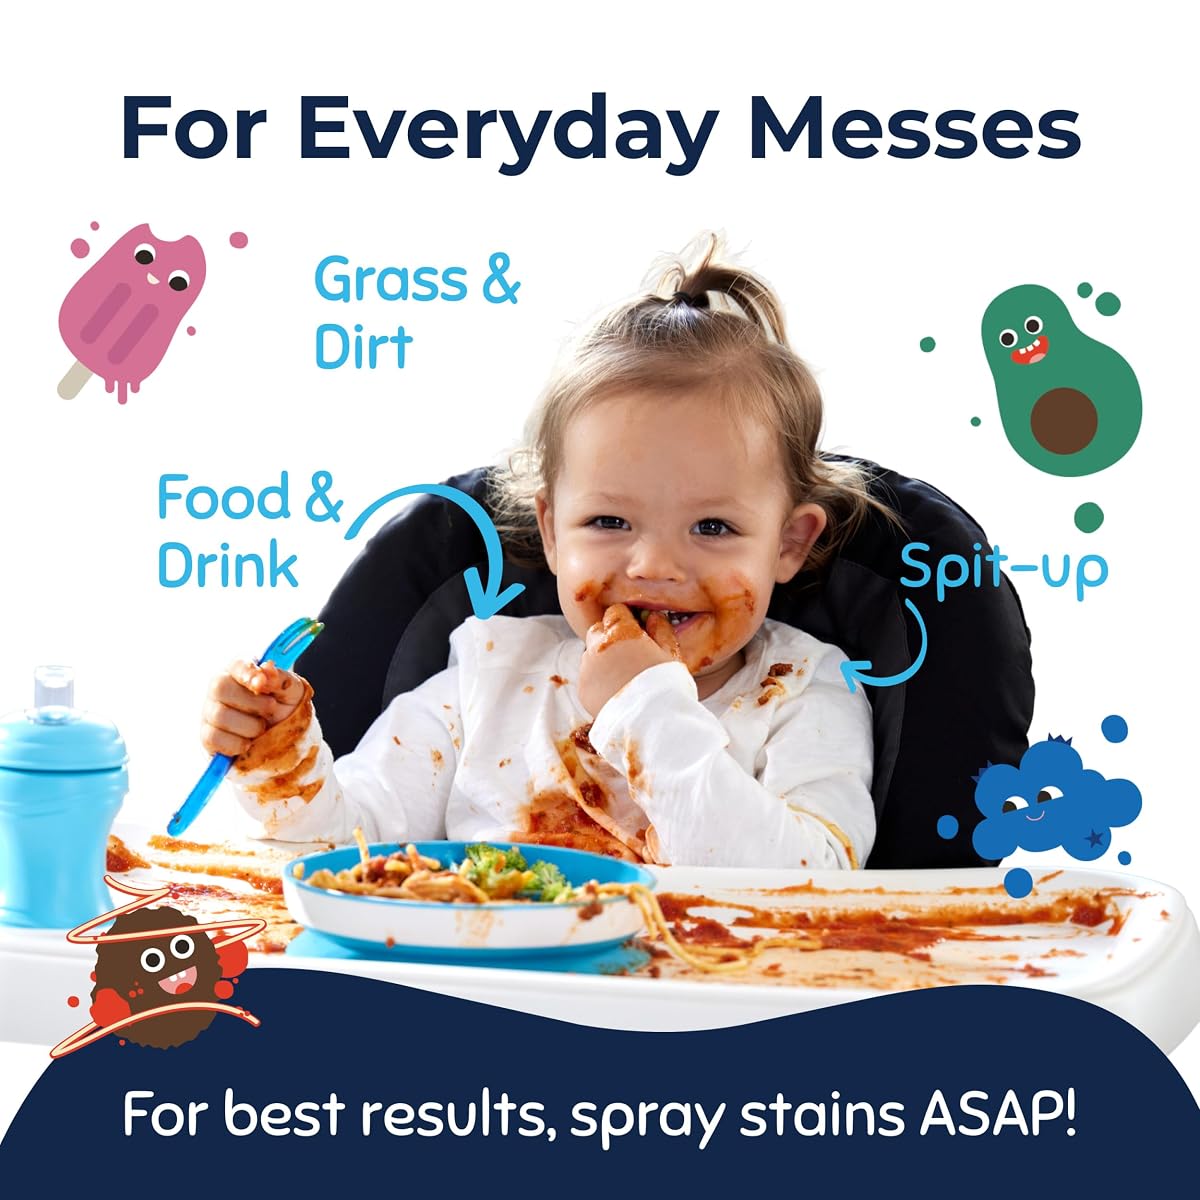 For Everyday Messes
Grass &
Dirt
Food &
Drink
Spit-up
For best results, spray stains ASAP!